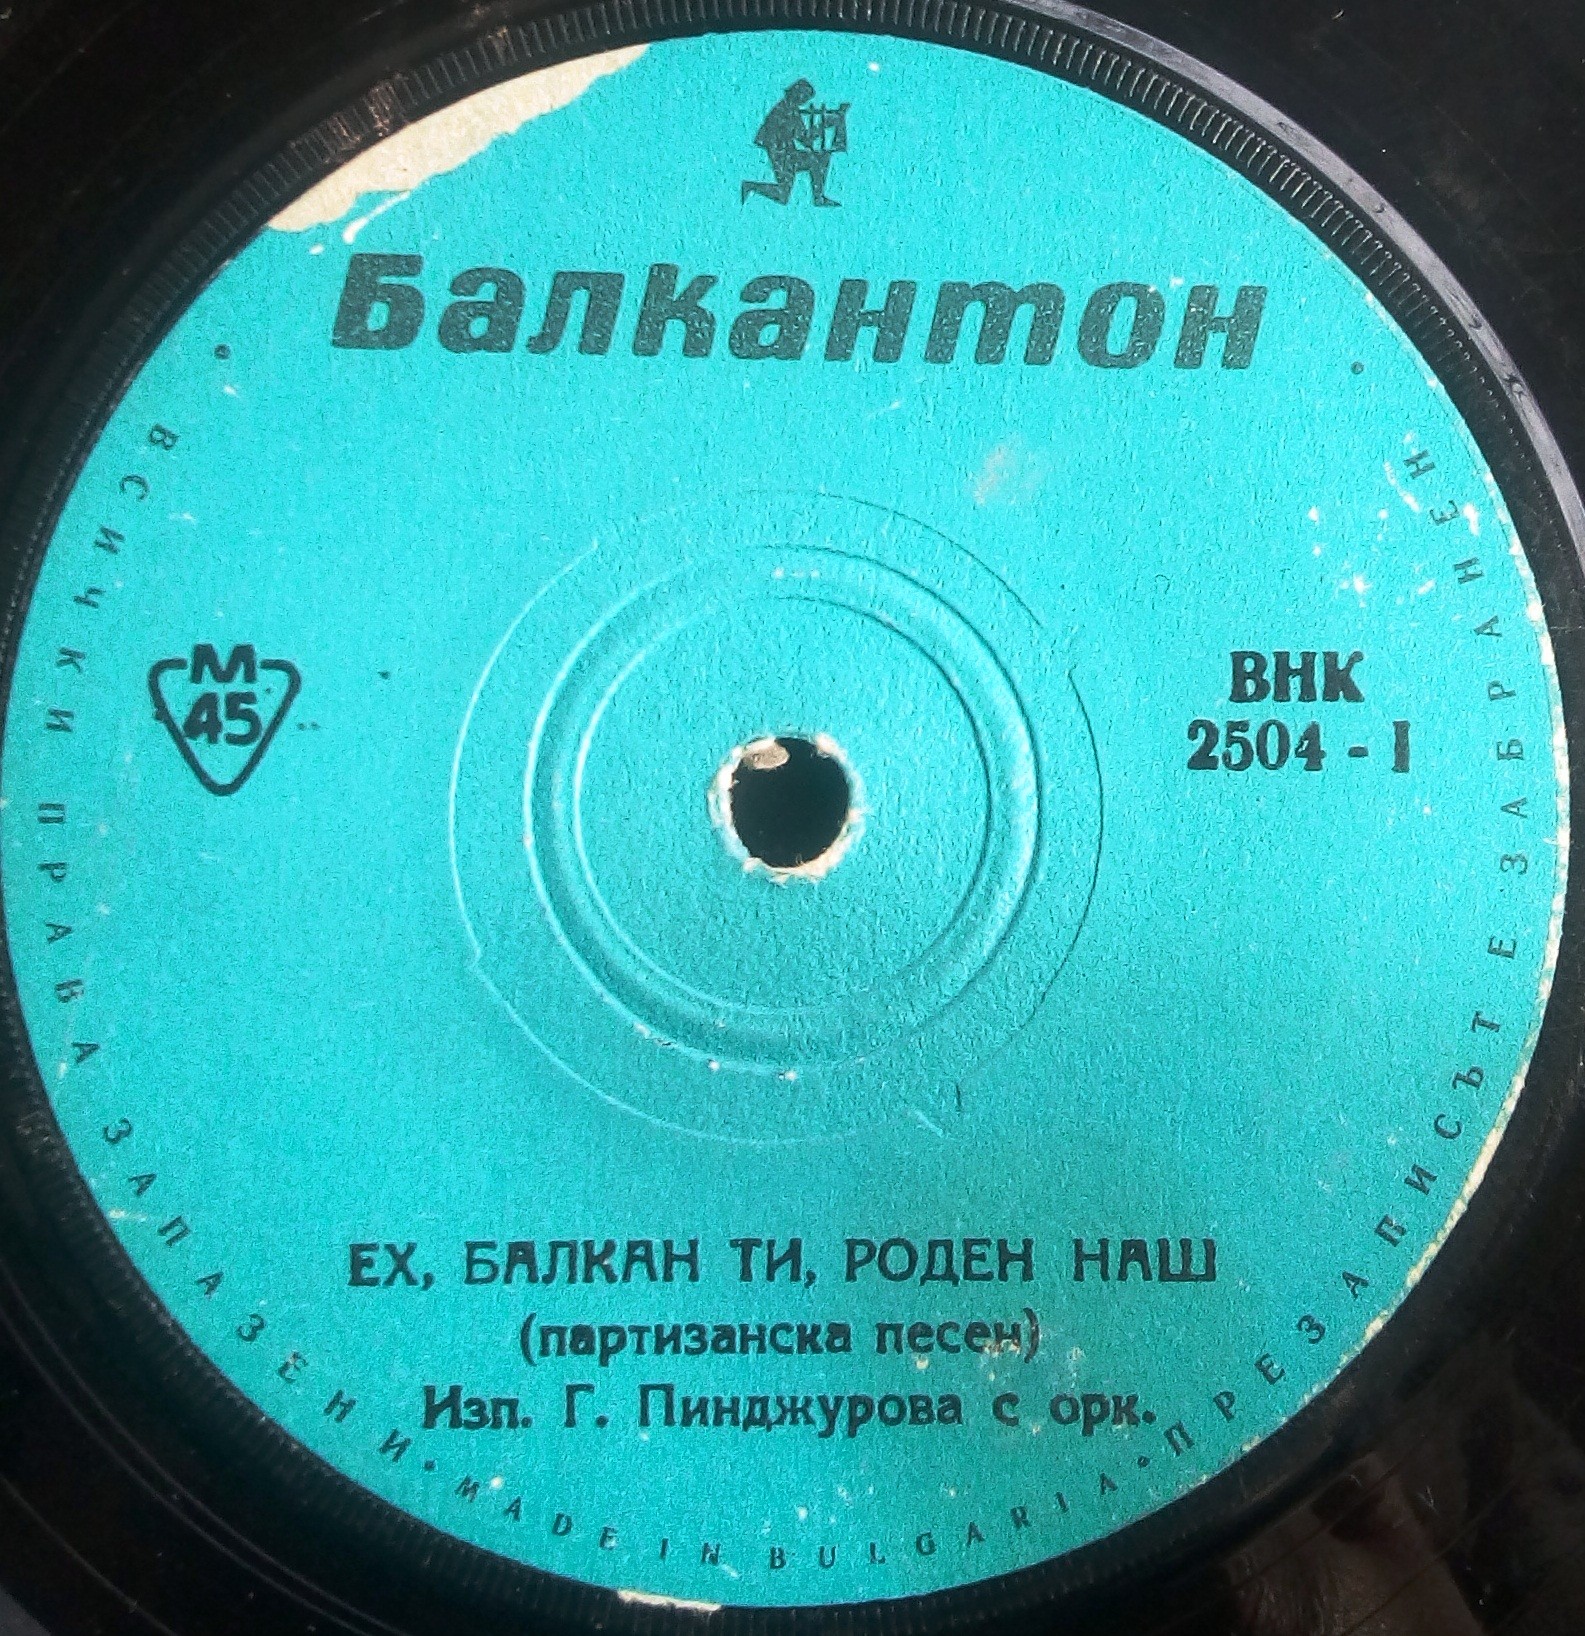 Балкантон
М
45
ВНК
2504 - I
ЕХ, БАЛКАН ТИ, РОДЕН НАШ
(партизанска песен)
Изп. Г. Пинджурова с орк.
• ВСИЧКИ ПРАВА ЗАПАЗЕНИ • MADE IN BULGARIA • ПРЕЗАПИСЪТ Е ЗАБРАНЕН •